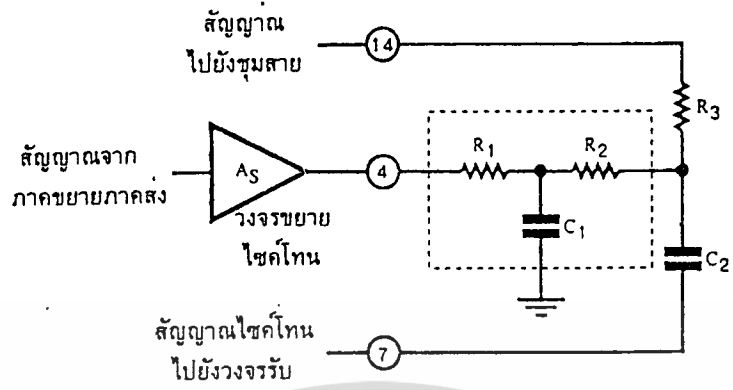 สัญญาณ
ไปยังชุมสาย
14
R3
สัญญาณจาก
ภาคขยายภาคส่ง
AS
4
R1
R2
วงจรขยาย
ไซด์โทน
C1
C2
สัญญาณไซด์โทน
ไปยังวงจรรับ
7